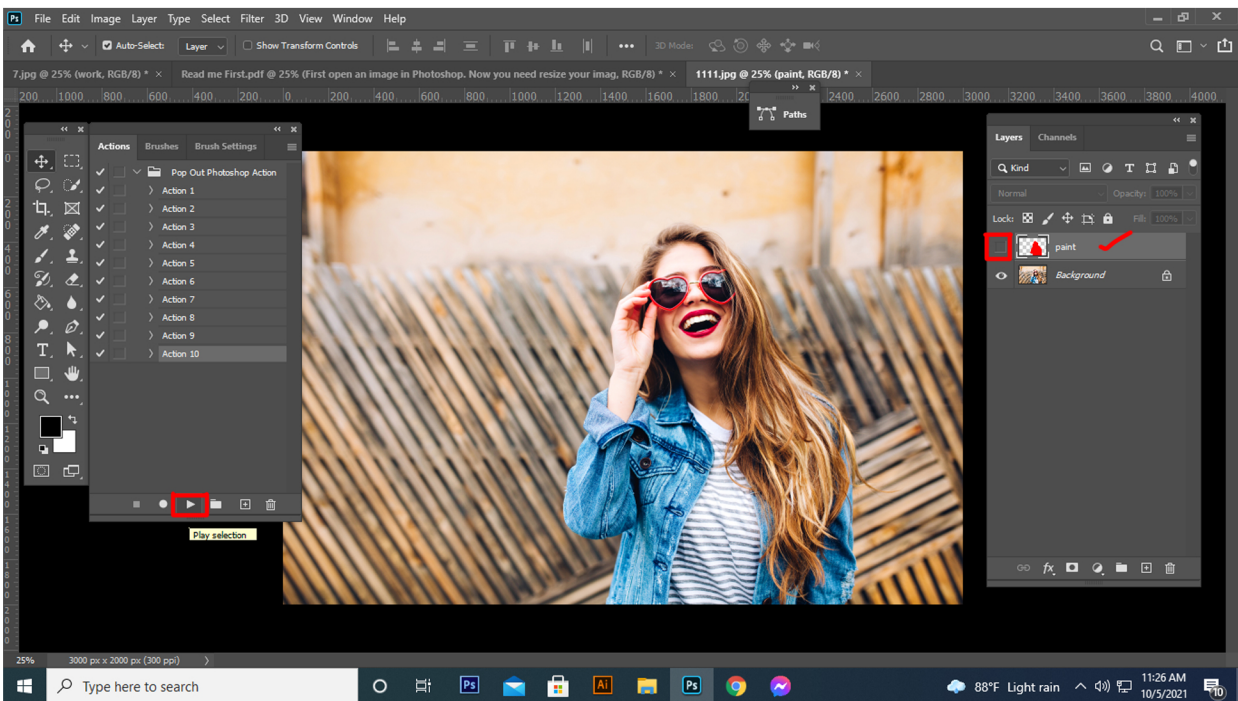 Ps File Edit Image Layer Type Select Filter 3D View Window Help
Auto-Select: Layer Show Transform Controls 3D Mode:
7.jpg @ 25% (work, RGB/8) * × Read me First.pdf @ 25% (First open an image in Photoshop. Now you need resize your imag, RGB/8) * × 1111.jpg @ 25% (paint, RGB/8) * ×
200 1000 800 600 400 200 0 200 400 600 800 1000 1200 1400 1600 1800 20 2400 2600 2800 3000 3200 3400 3600 3800 4000
Paths
Actions Brushes Brush Settings
Pop Out Photoshop Action
Action 1
Action 2
Action 3
Action 4
Action 5
Action 6
Action 7
Action 8
Action 9
Action 10
Play selection
Layers Channels
Kind
Normal Opacity: 100%
Lock: Fill: 100%
paint
Background
fx
25% 3000 px x 2000 px (300 ppi)
Type here to search
Ps Ai Ps
88°F Light rain
11:26 AM
10/5/2021
10